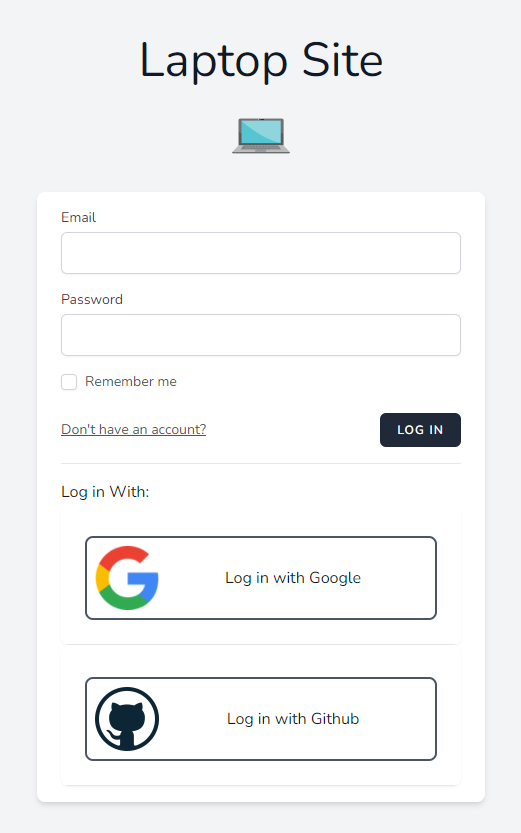 Laptop Site
Email
Password
Remember me
Don't have an account?
LOG IN
Log in With:
Log in with Google
Log in with Github